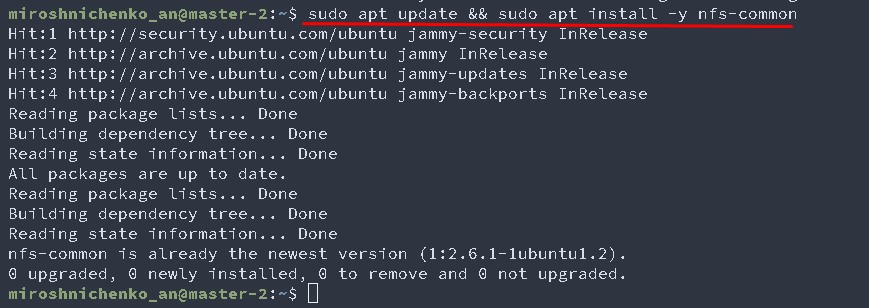 miroshnichenko_an@master-2:~$ sudo apt update && sudo apt install -y nfs-common
Hit:1 http://security.ubuntu.com/ubuntu jammy-security InRelease
Hit:2 http://archive.ubuntu.com/ubuntu jammy InRelease
Hit:3 http://archive.ubuntu.com/ubuntu jammy-updates InRelease
Hit:4 http://archive.ubuntu.com/ubuntu jammy-backports InRelease
Reading package lists... Done
Building dependency tree... Done
Reading state information... Done
All packages are up to date.
Reading package lists... Done
Building dependency tree... Done
Reading state information... Done
nfs-common is already the newest version (1:2.6.1-1ubuntu1.2).
0 upgraded, 0 newly installed, 0 to remove and 0 not upgraded.
miroshnichenko_an@master-2:~$